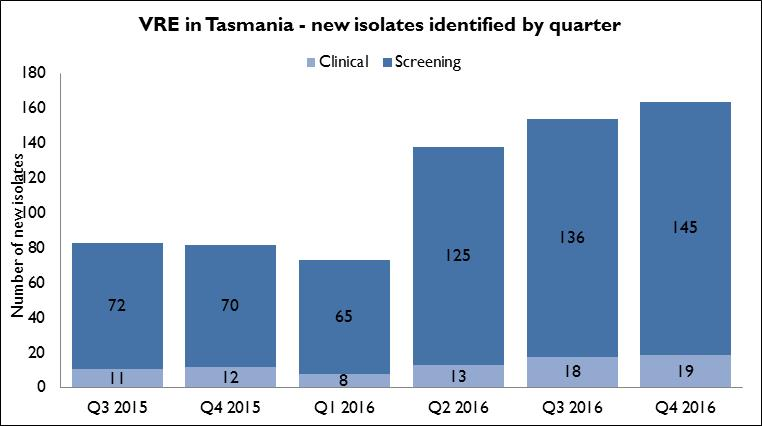 VRE in Tasmania - new isolates identified by quarter
Clinical Screening
Number of new isolates
180
160
140
120
100
80
60
40
20
0
72 70 65 125 136 145
11 12 8 13 18 19
Q3 2015 Q4 2015 Q1 2016 Q2 2016 Q3 2016 Q4 2016